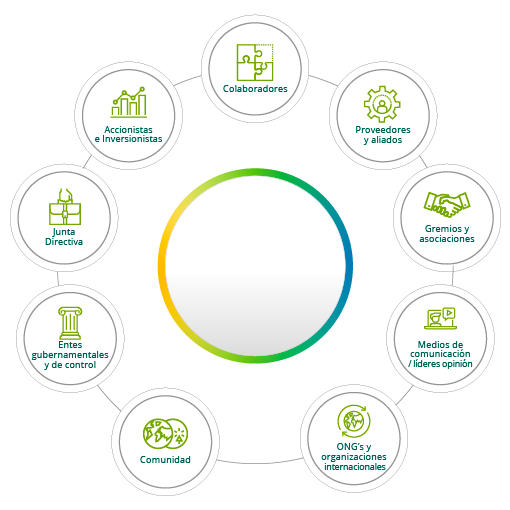 Colaboradores
Proveedores
y aliados
Gremios y
asociaciones
Medios de
comunicación
/ líderes opinión
ONG's y
organizaciones
internacionales
Comunidad
Entes
gubernamentales
y de control
Junta
Directiva
Accionistas
e Inversionistas